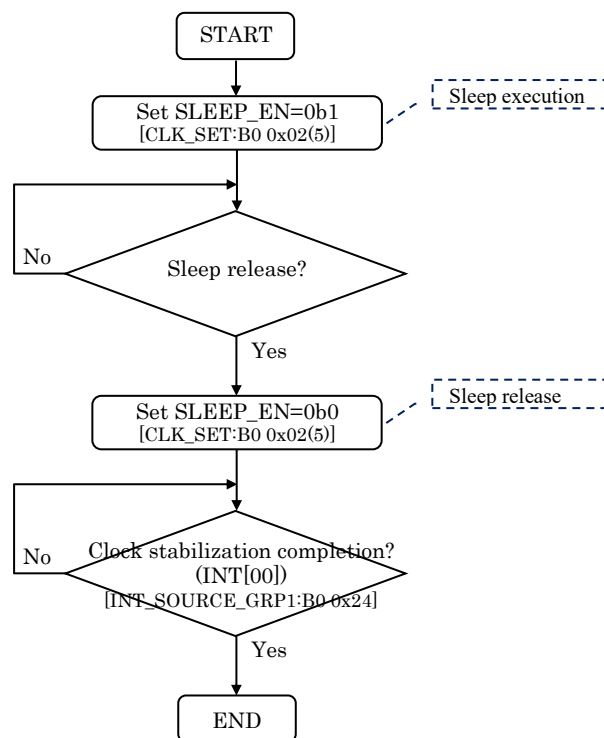 START
Set SLEEP_EN=0b1
[CLK_SET:B0 0x02(5)]
Sleep execution
No
Sleep release?
Yes
Set SLEEP_EN=0b0
[CLK_SET:B0 0x02(5)]
Sleep release
No
Clock stabilization completion?
(INT[00])
[INT_SOURCE_GRP1:B0 0x24]
Yes
END